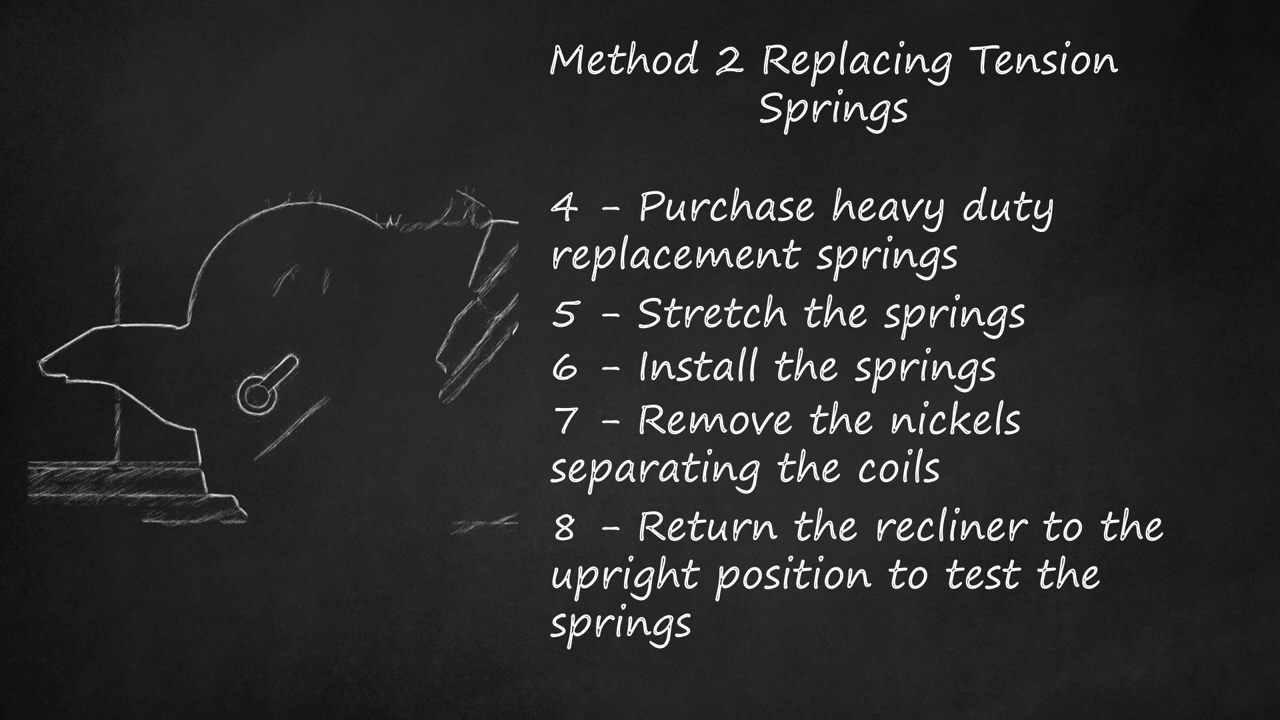 Method 2 Replacing Tension
Springs
4 - Purchase heavy duty
replacement springs
5 - Stretch the springs
6 - Install the springs
7 - Remove the nickels
separating the coils
8 - Return the recliner to the
upright position to test the
springs